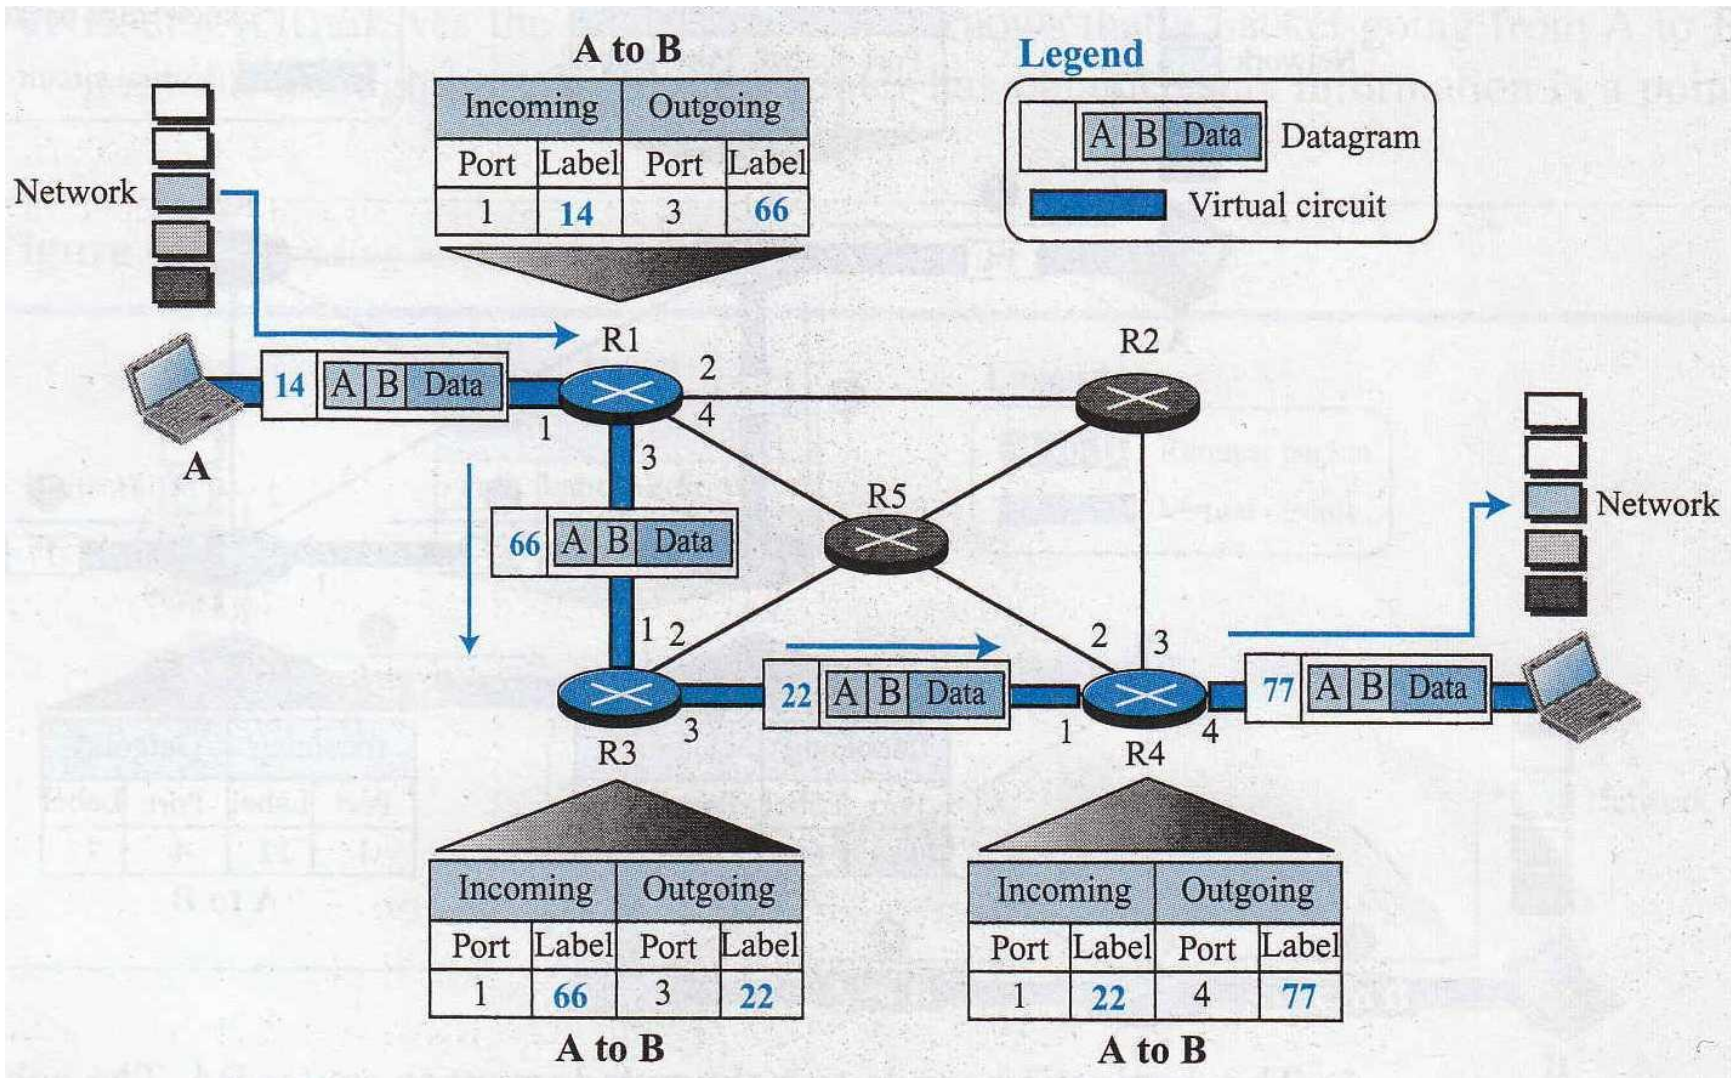 A to B
Incoming Outgoing
Port Label Port Label
1 14 3 66
Legend
A B Data Datagram
Virtual circuit
Network
R1
R2
14 A B Data
A
1
2
4
3
R5
66 A B Data
1 2
2 3
Network
22 A B Data
77 A B Data
3
1
4
R3
R4
Incoming Outgoing
Port Label Port Label
1 66 3 22
A to B
Incoming Outgoing
Port Label Port Label
1 22 4 77
A to B